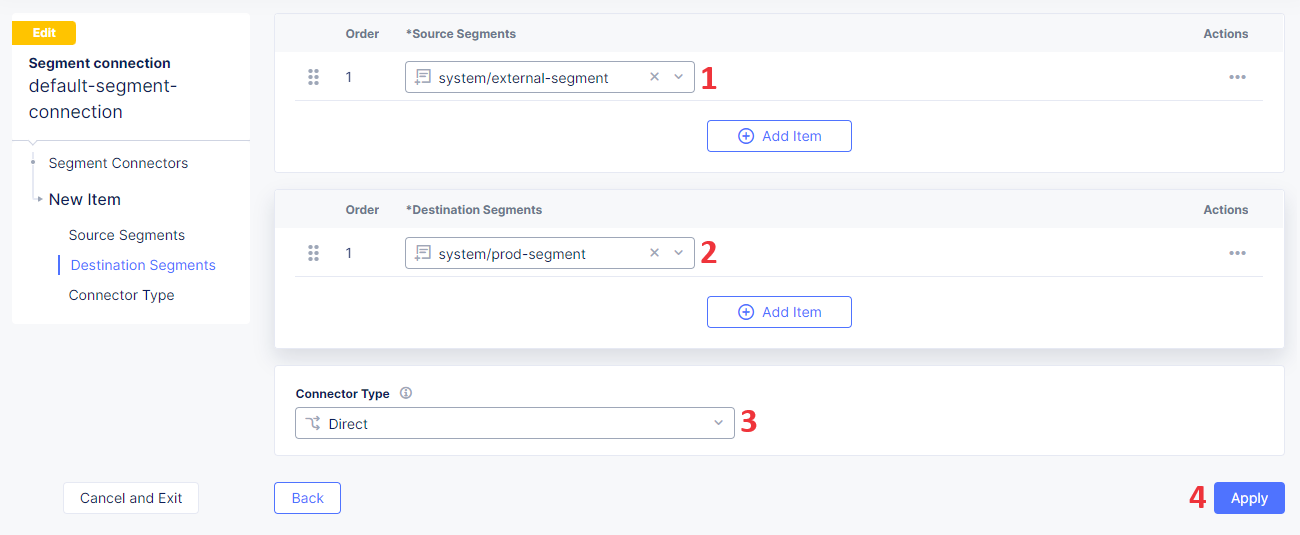 Edit
Segment connection
default-segment-
connection
Segment Connectors
New Item
Source Segments
Destination Segments
Connector Type
Order *Source Segments Actions
1 system/external-segment 1
Add Item
Order *Destination Segments Actions
1 system/prod-segment 2
Add Item
Connector Type
Direct 3
Cancel and Exit Back 4 Apply